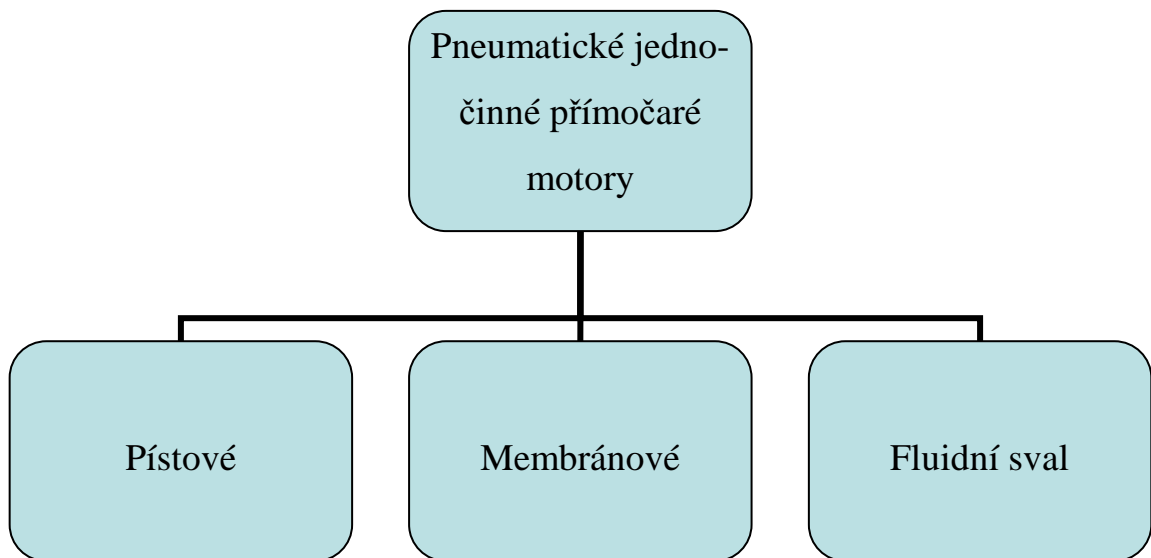 Pneumatické jedno-
činné přímočaré
motory
Pístové
Membránové
Fluidní sval